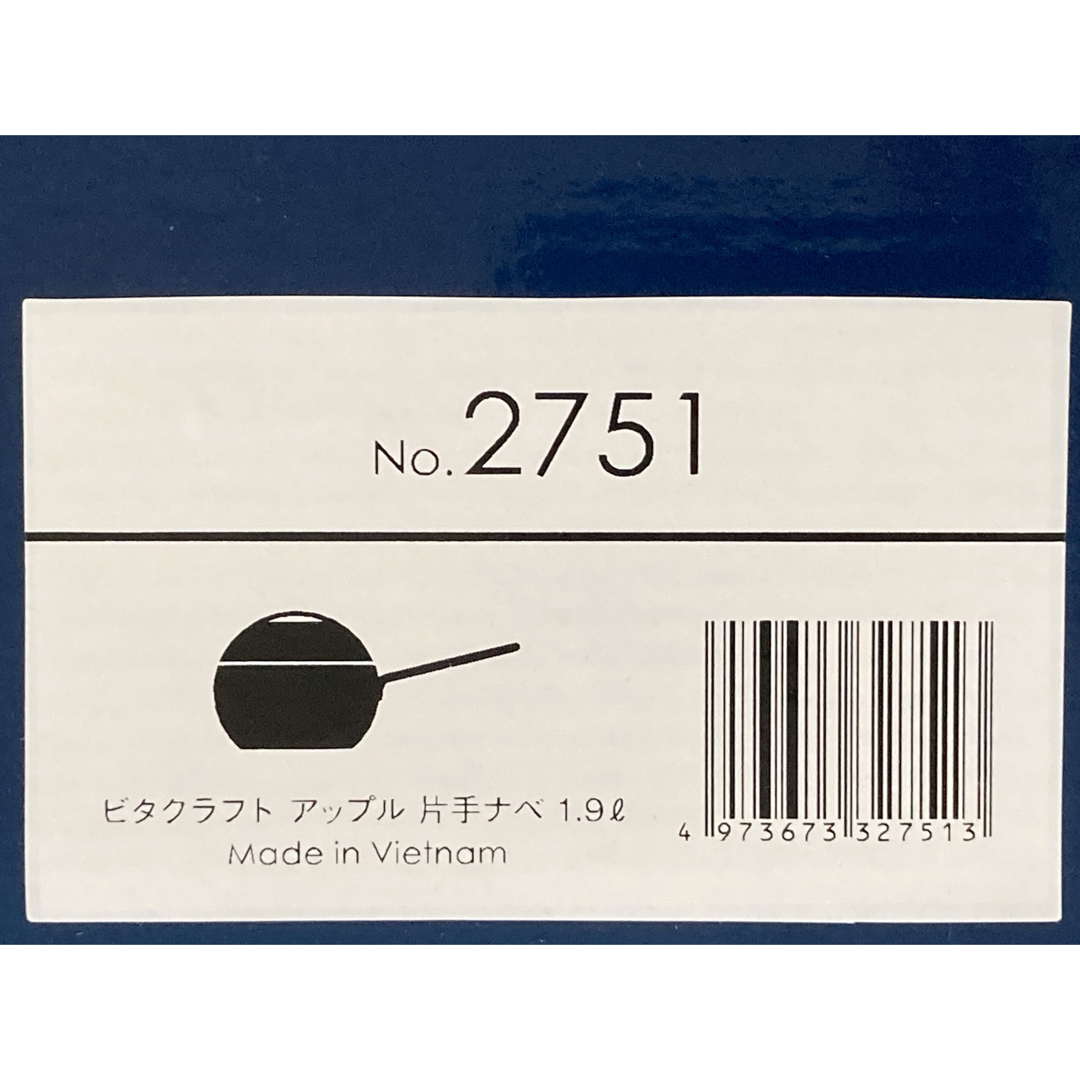 No.2751
ビタクラフト アップル 片手ナベ 1.9ℓ
Made in Vietnam
4 973673 327513